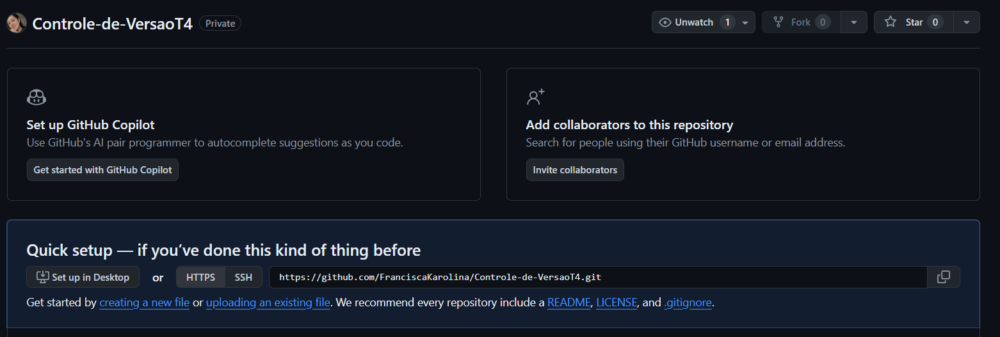 Controle-de-VersaoT4 Private Unwatch 1 Fork 0 Star 0
Set up GitHub Copilot
Use GitHub's AI pair programmer to autocomplete suggestions as you code.
Get started with GitHub Copilot
Add collaborators to this repository
Search for people using their GitHub username or email address.
Invite collaborators
Quick setup — if you’ve done this kind of thing before
Set up in Desktop or HTTPS SSH https://github.com/FranciscaKarolina/Controle-de-VersaoT4.git
Get started by creating a new file or uploading an existing file. We recommend every repository include a README, LICENSE, and .gitignore.